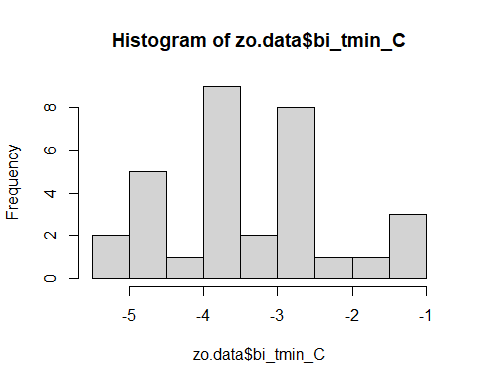 Histogram of zo.data$bi_tmin_C
Frequency
8
6
4
2
0
-5 -4 -3 -2 -1
zo.data$bi_tmin_C